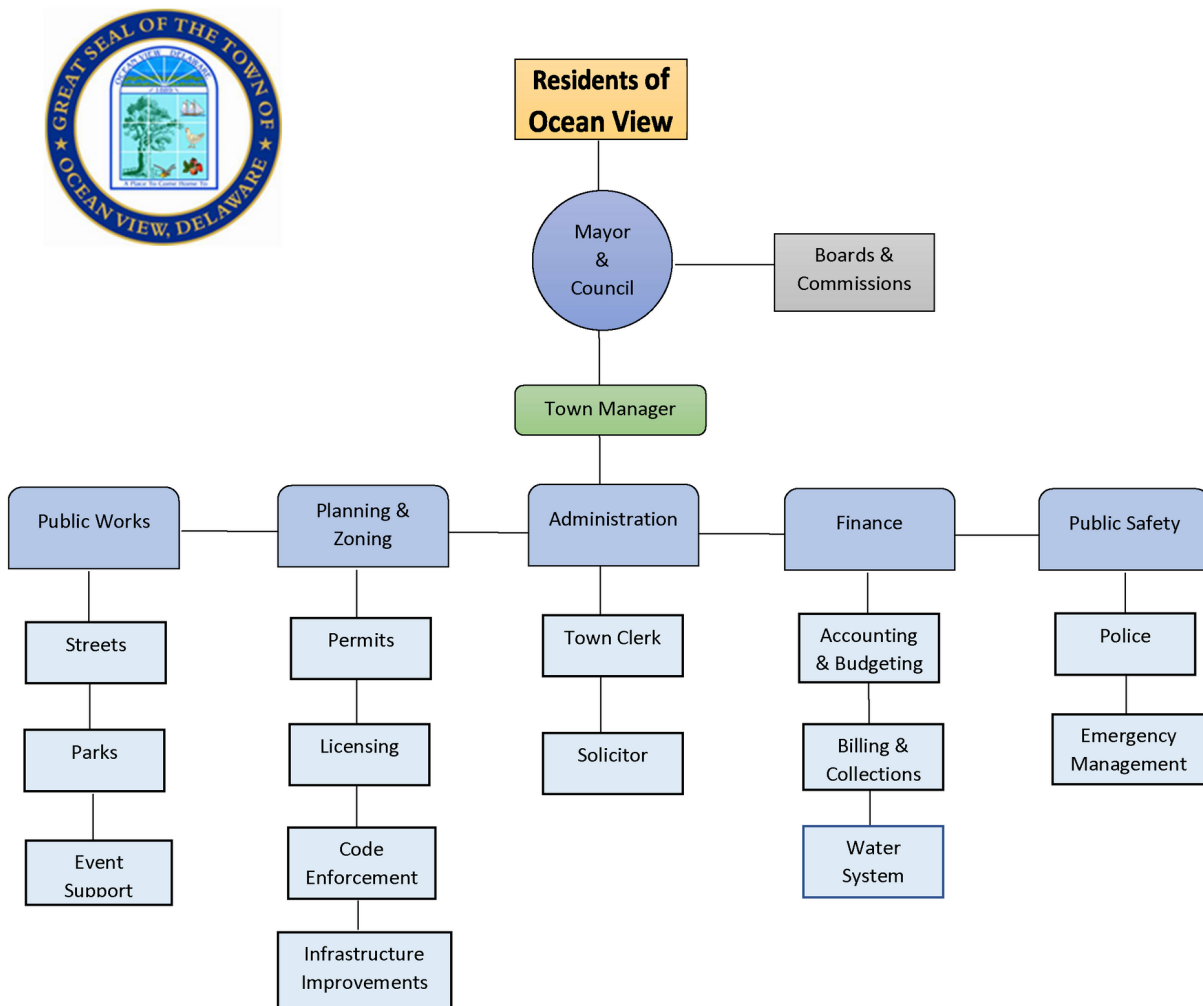 GREAT SEAL OF THE TOWN OF
OCEAN VIEW, DELAWARE
OCEAN VIEW, DELAWARE
1889
A Place To Come Home To
Residents of
Ocean View
Mayor
&
Council
Boards &
Commissions
Town Manager
Public Works
Planning &
Zoning
Administration
Finance
Public Safety
Streets
Permits
Town Clerk
Accounting
& Budgeting
Police
Parks
Licensing
Solicitor
Billing &
Collections
Emergency
Management
Event
Support
Code
Enforcement
Water
System
Infrastructure
Improvements